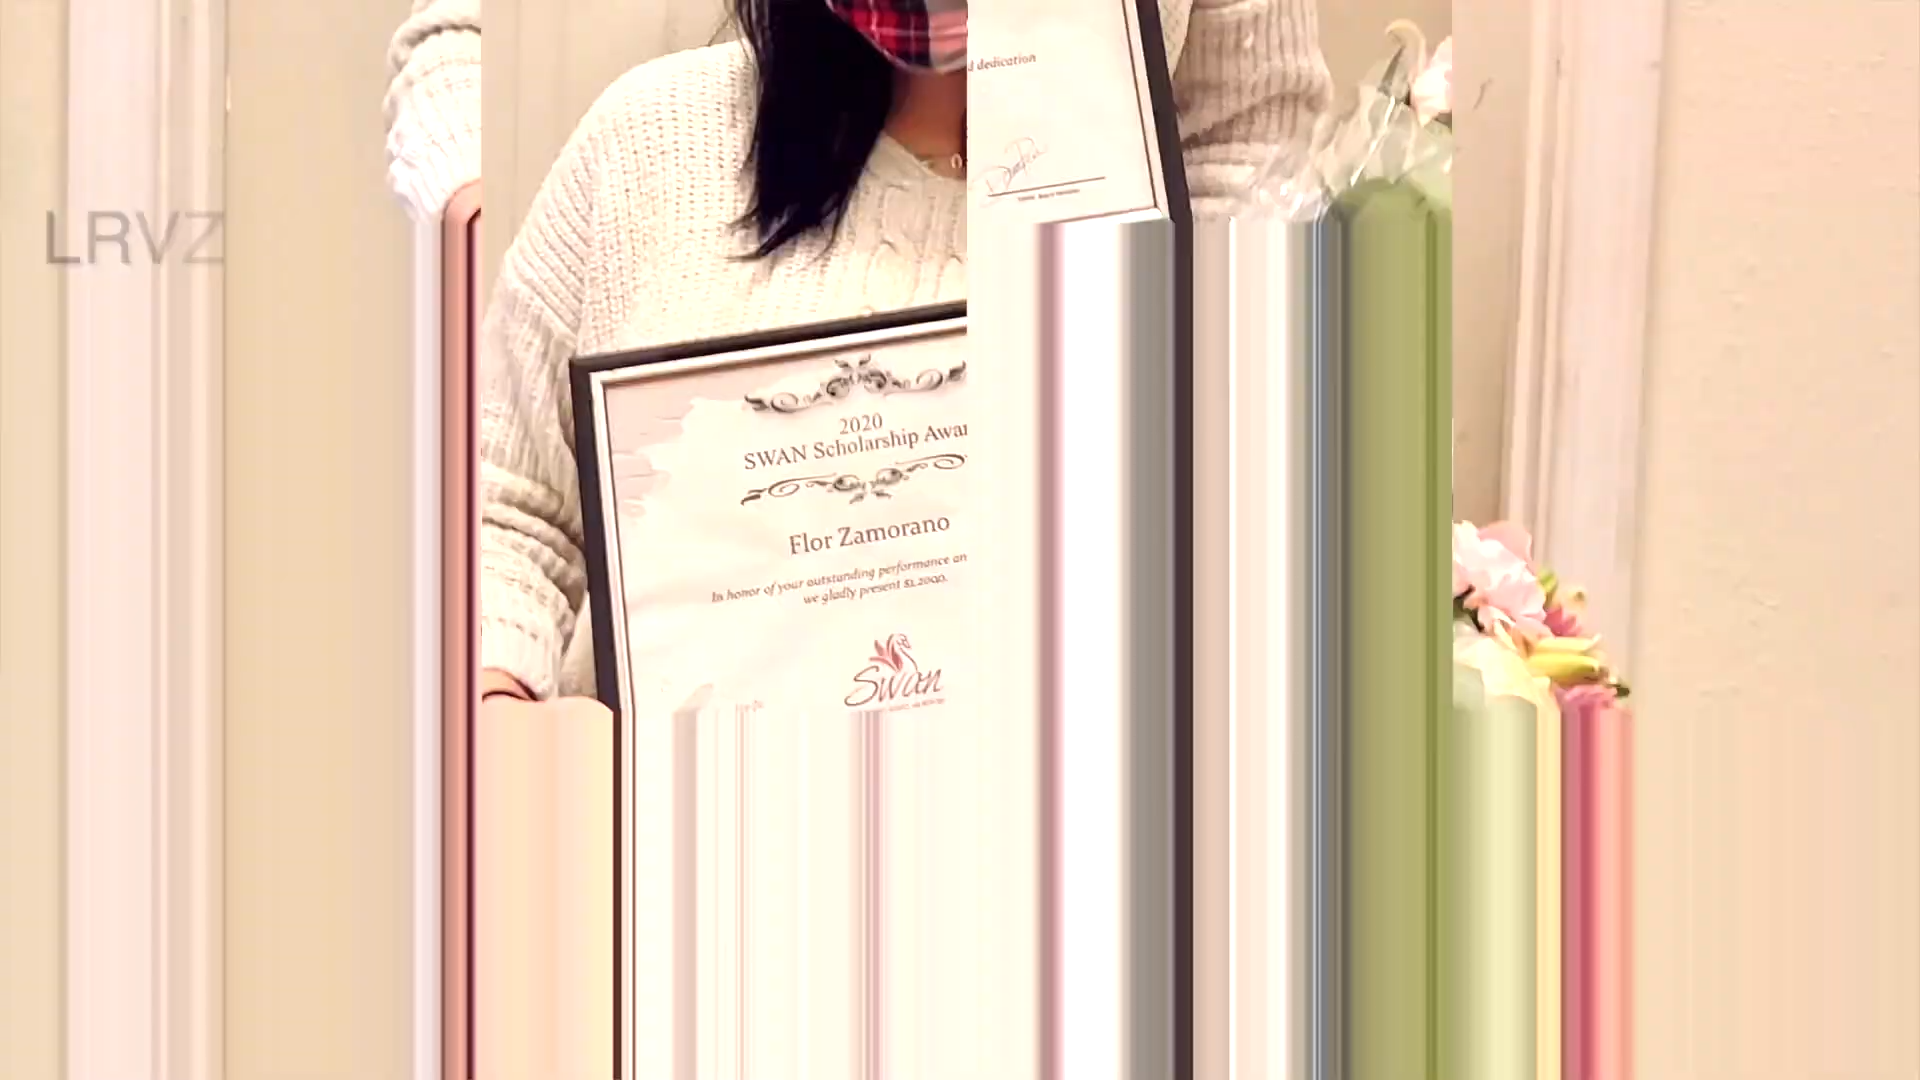 LRVZ
d dedication
2020
SWAN Scholarship Awar
Flor Zamorano
In honor of your outstanding performance an
we gladly present $1,2000.
Swan